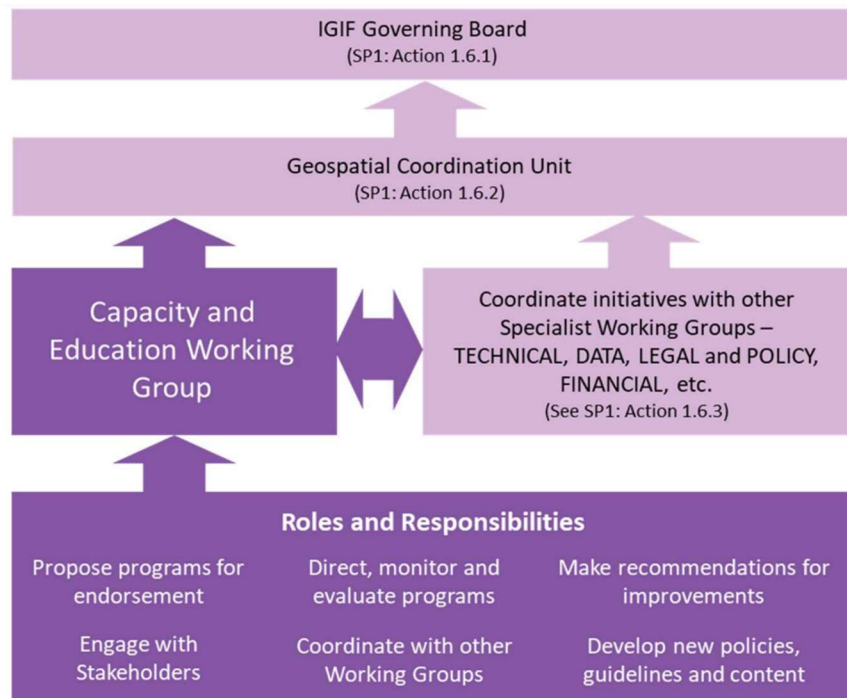 IGIF Governing Board
(SP1: Action 1.6.1)
Geospatial Coordination Unit
(SP1: Action 1.6.2)
Capacity and
Education Working
Group
Coordinate initiatives with other
Specialist Working Groups –
TECHNICAL, DATA, LEGAL and POLICY,
FINANCIAL, etc.
(See SP1: Action 1.6.3)
Roles and Responsibilities
Propose programs for
endorsement
Direct, monitor and
evaluate programs
Make recommendations for
improvements
Engage with
Stakeholders
Coordinate with other
Working Groups
Develop new policies,
guidelines and content